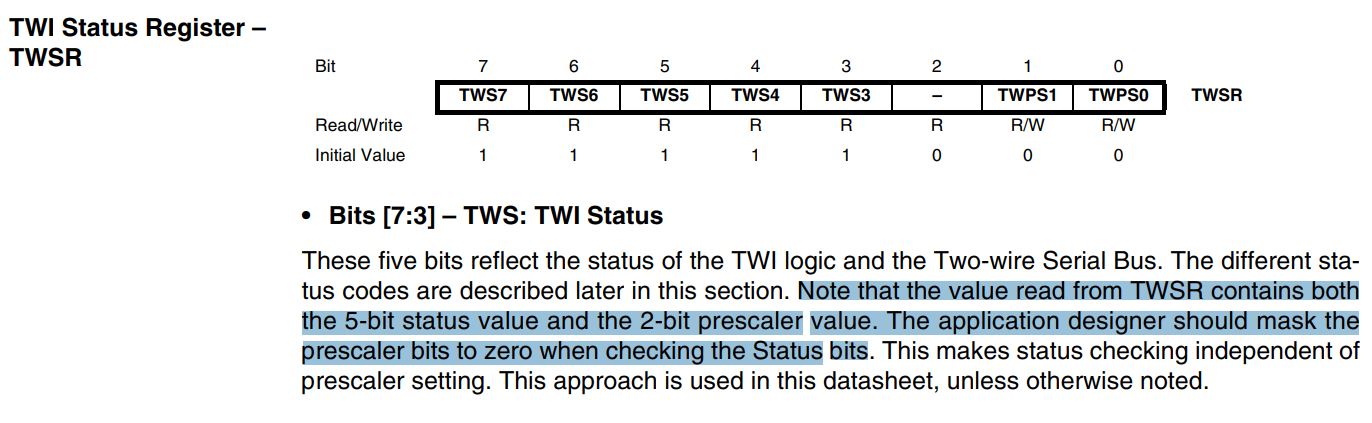 TWI Status Register –
TWSR
Bit 7 6 5 4 3 2 1 0
TWS7 TWS6 TWS5 TWS4 TWS3 – TWPS1 TWPS0 TWSR
Read/Write R R R R R R R/W R/W
Initial Value 1 1 1 1 1 0 0 0
• Bits [7:3] – TWS: TWI Status
These five bits reflect the status of the TWI logic and the Two-wire Serial Bus. The different sta-
tus codes are described later in this section. Note that the value read from TWSR contains both
the 5-bit status value and the 2-bit prescaler value. The application designer should mask the
prescaler bits to zero when checking the Status bits. This makes status checking independent of
prescaler setting. This approach is used in this datasheet, unless otherwise noted.